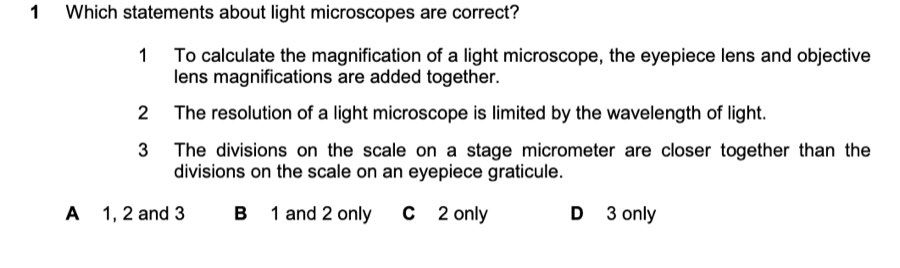 1 Which statements about light microscopes are correct?
1 To calculate the magnification of a light microscope, the eyepiece lens and objective
lens magnifications are added together.
2 The resolution of a light microscope is limited by the wavelength of light.
3 The divisions on the scale on a stage micrometer are closer together than the
divisions on the scale on an eyepiece graticule.
A 1, 2 and 3 B 1 and 2 only C 2 only D 3 only